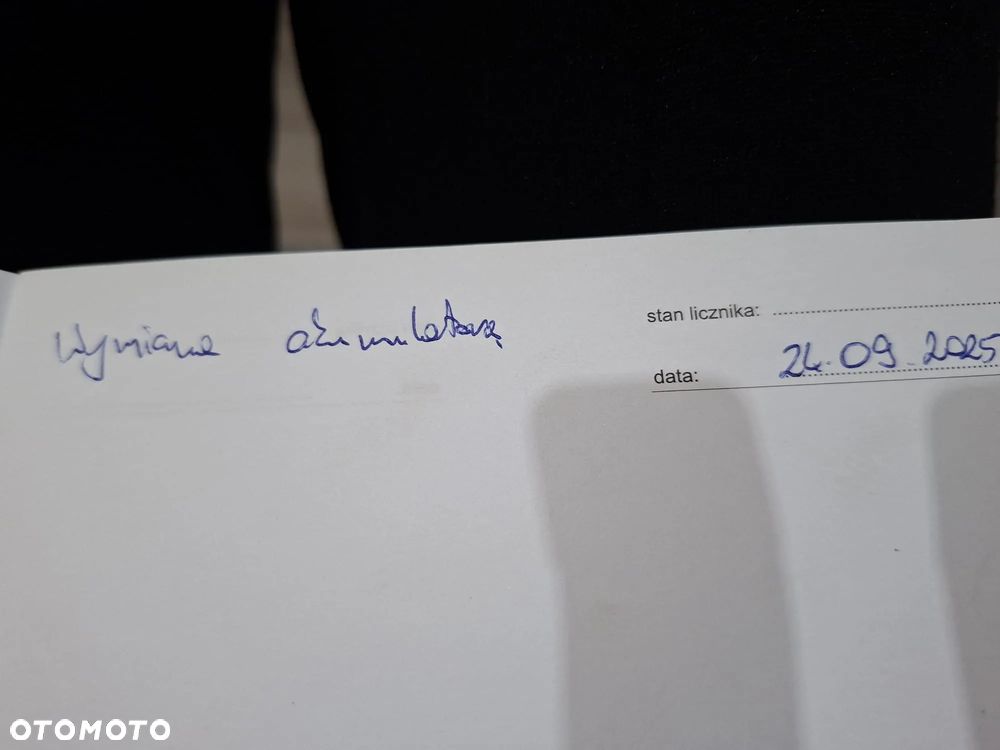 Wymiana akumulatora
stan licznika:
data: 24.09.2025
OTOMOTO